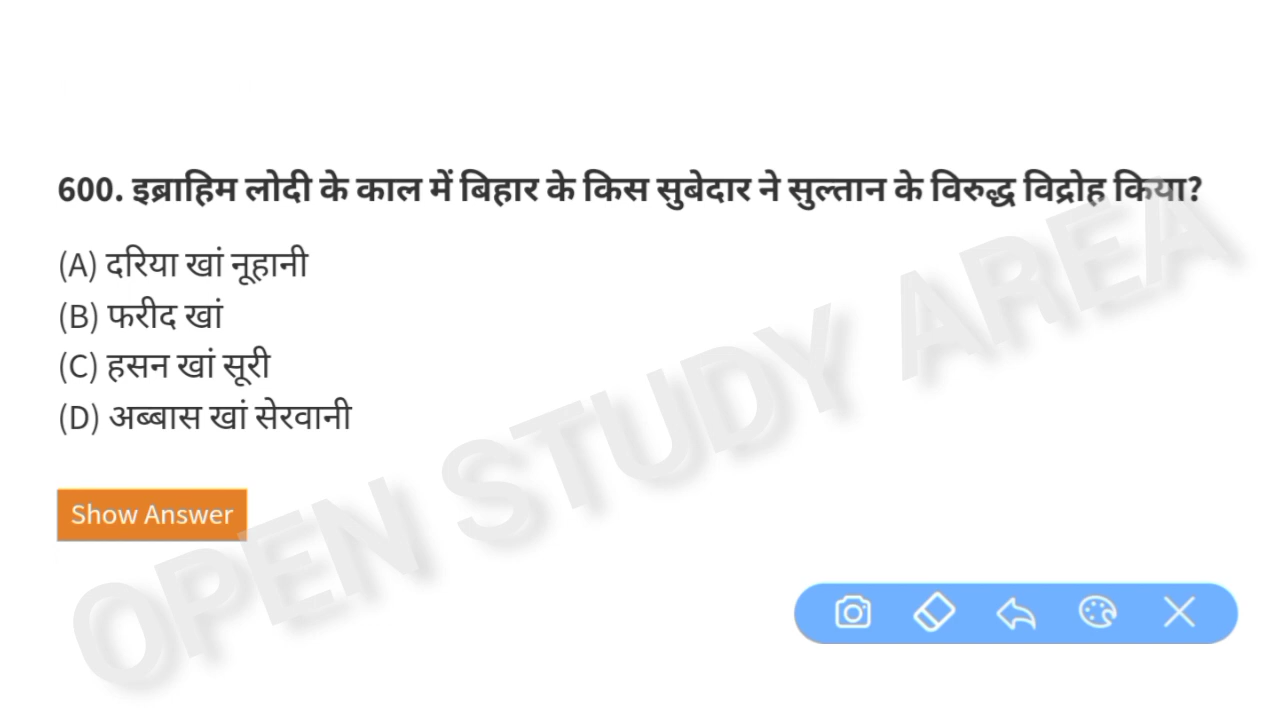 600. इब्राहिम लोदी के काल में बिहार के किस सुबेदार ने सुल्तान के विरुद्ध विद्रोह किया?
(A) दरिया खां नूहानी
(B) फरीद खां
(C) हसन खां सूरी
(D) अब्बास खां सेरवानी
Show Answer
OPEN STUDY AREA